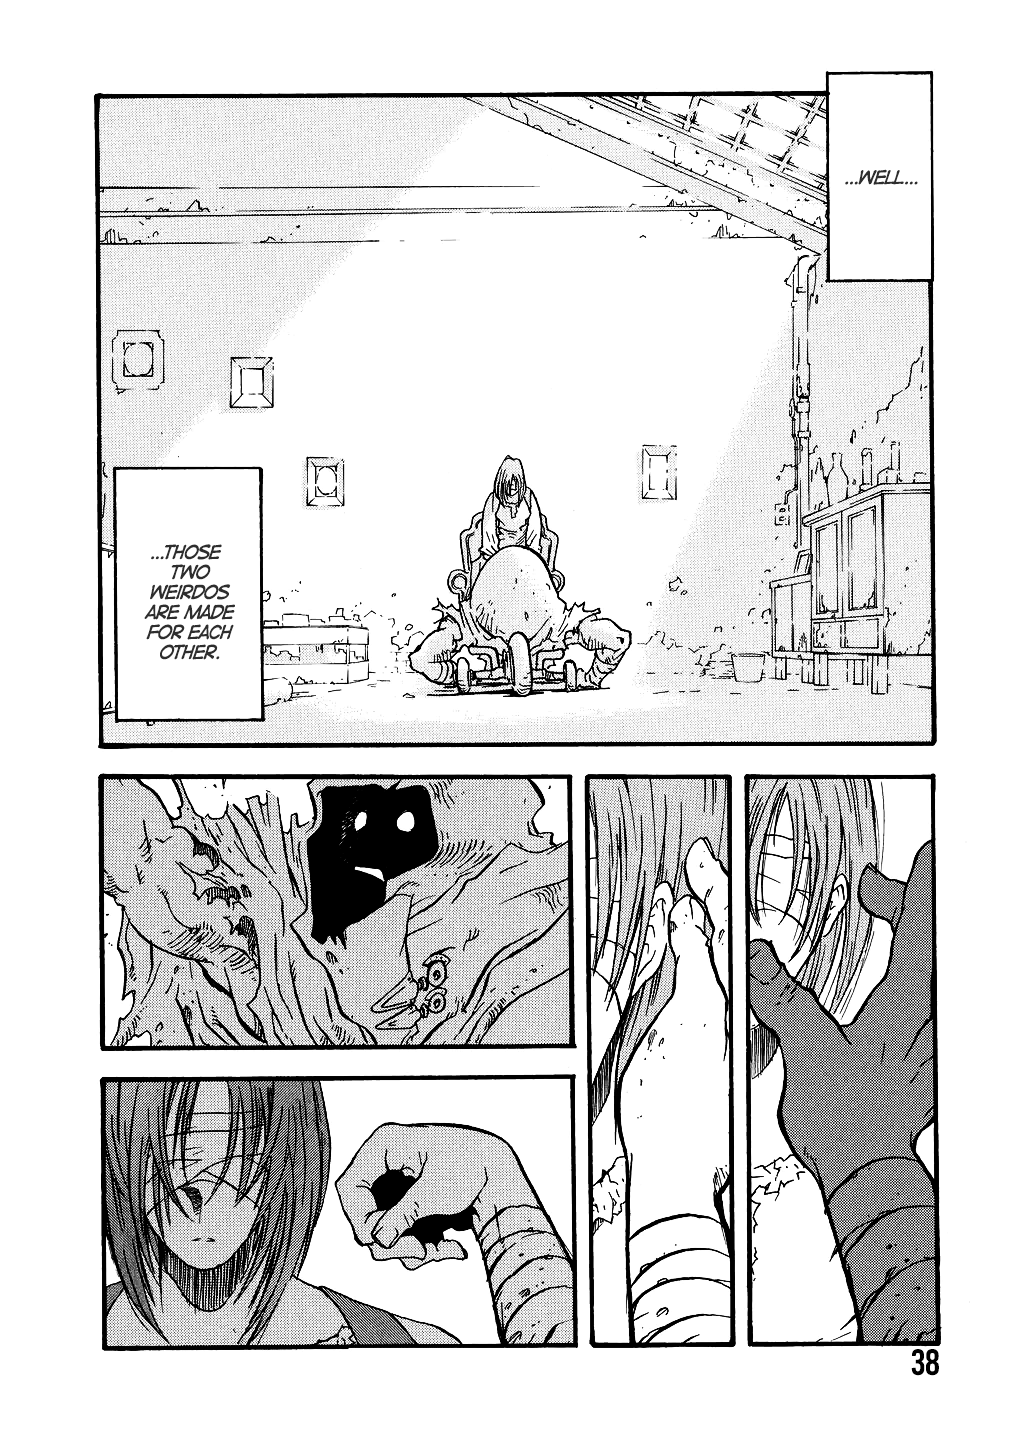 ...WELL...
...THOSE
TWO
WEIRDOS
ARE MADE
FOR EACH
OTHER.
38